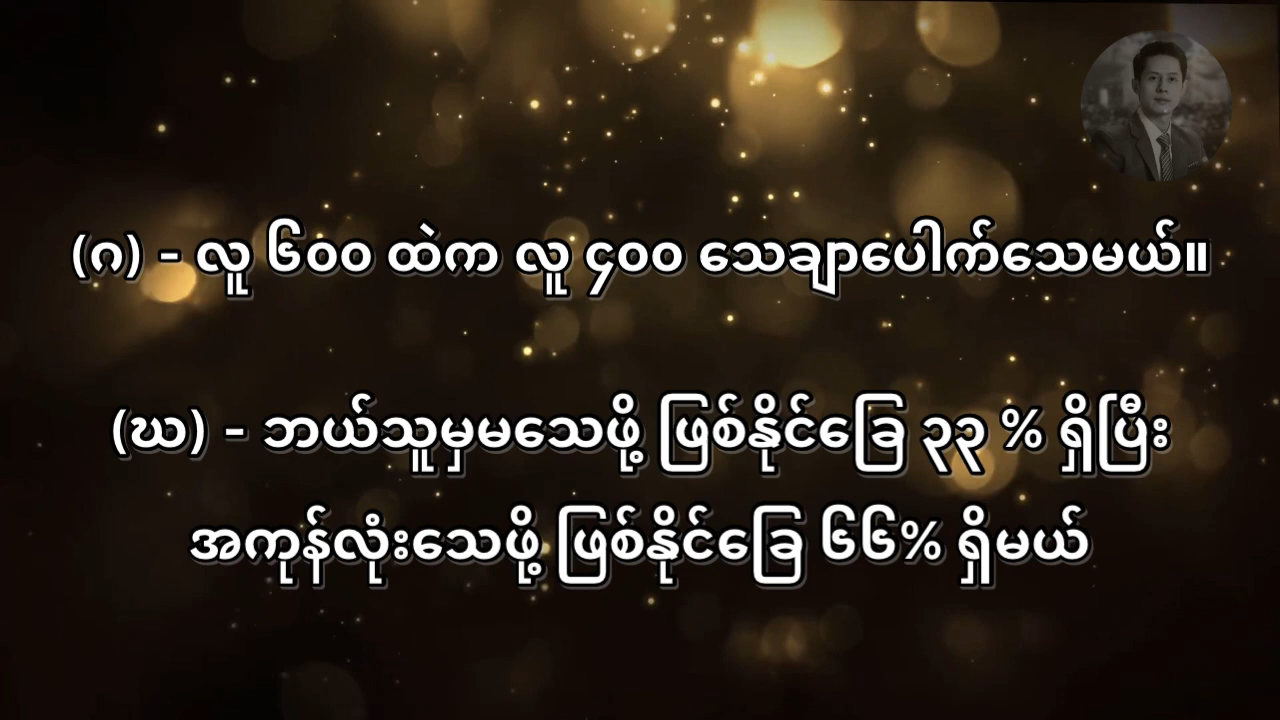 (ဂ) - လူ ၆၀၀ ထဲက လူ ၄၀၀ သေချာပေါက်သေမယ်။
(ဃ) - ဘယ်သူမှမသေဖို့ ဖြစ်နိုင်ခြေ ၃၃ % ရှိပြီး
အကုန်လုံးသေဖို့ ဖြစ်နိုင်ခြေ ၆၆% ရှိမယ်